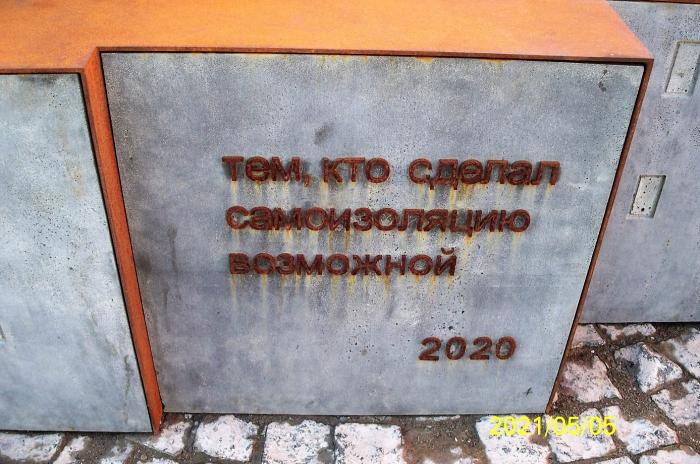 тем, кто сделал
самоизоляцию
возможной
2020
2021/05/05